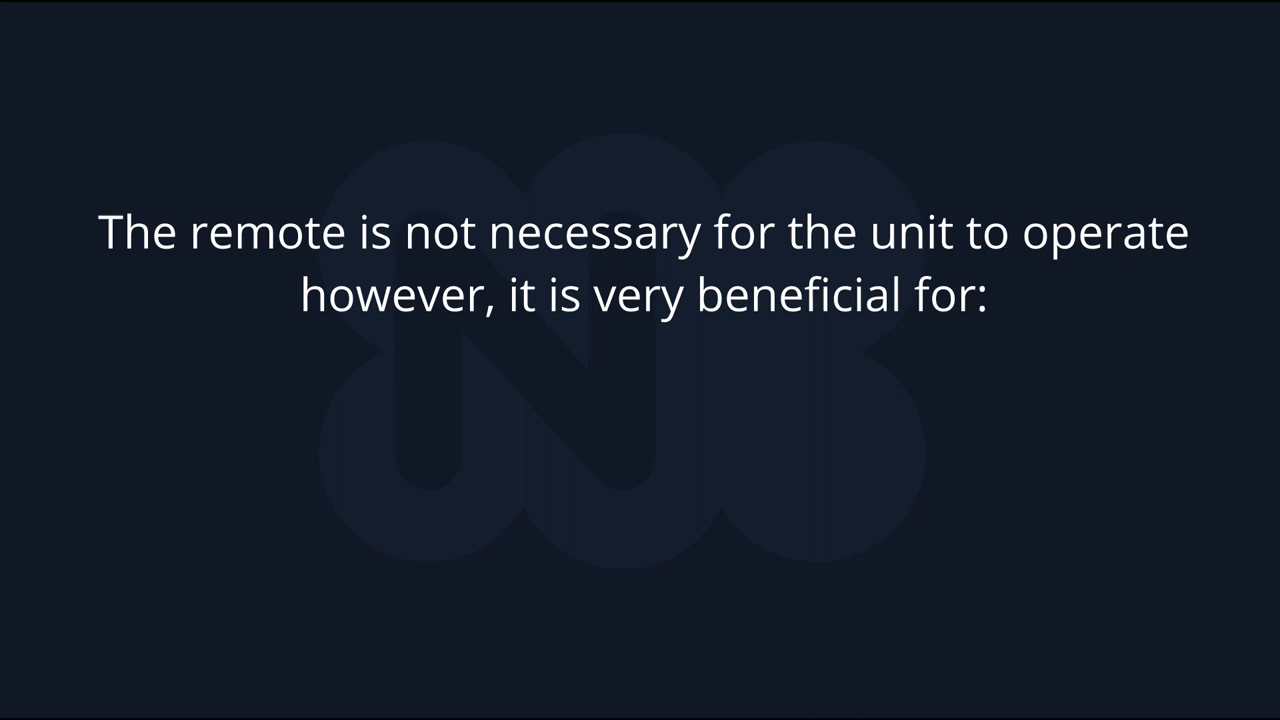 The remote is not necessary for the unit to operate
however, it is very beneficial for: